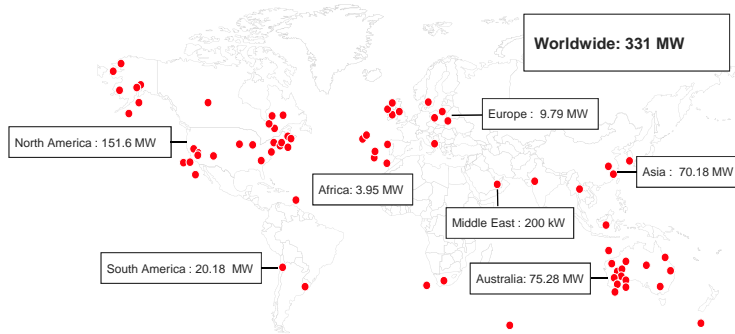 Worldwide: 331 MW
Europe : 9.79 MW
North America : 151.6 MW
Asia : 70.18 MW
Africa: 3.95 MW
Middle East : 200 kW
South America : 20.18 MW
Australia: 75.28 MW